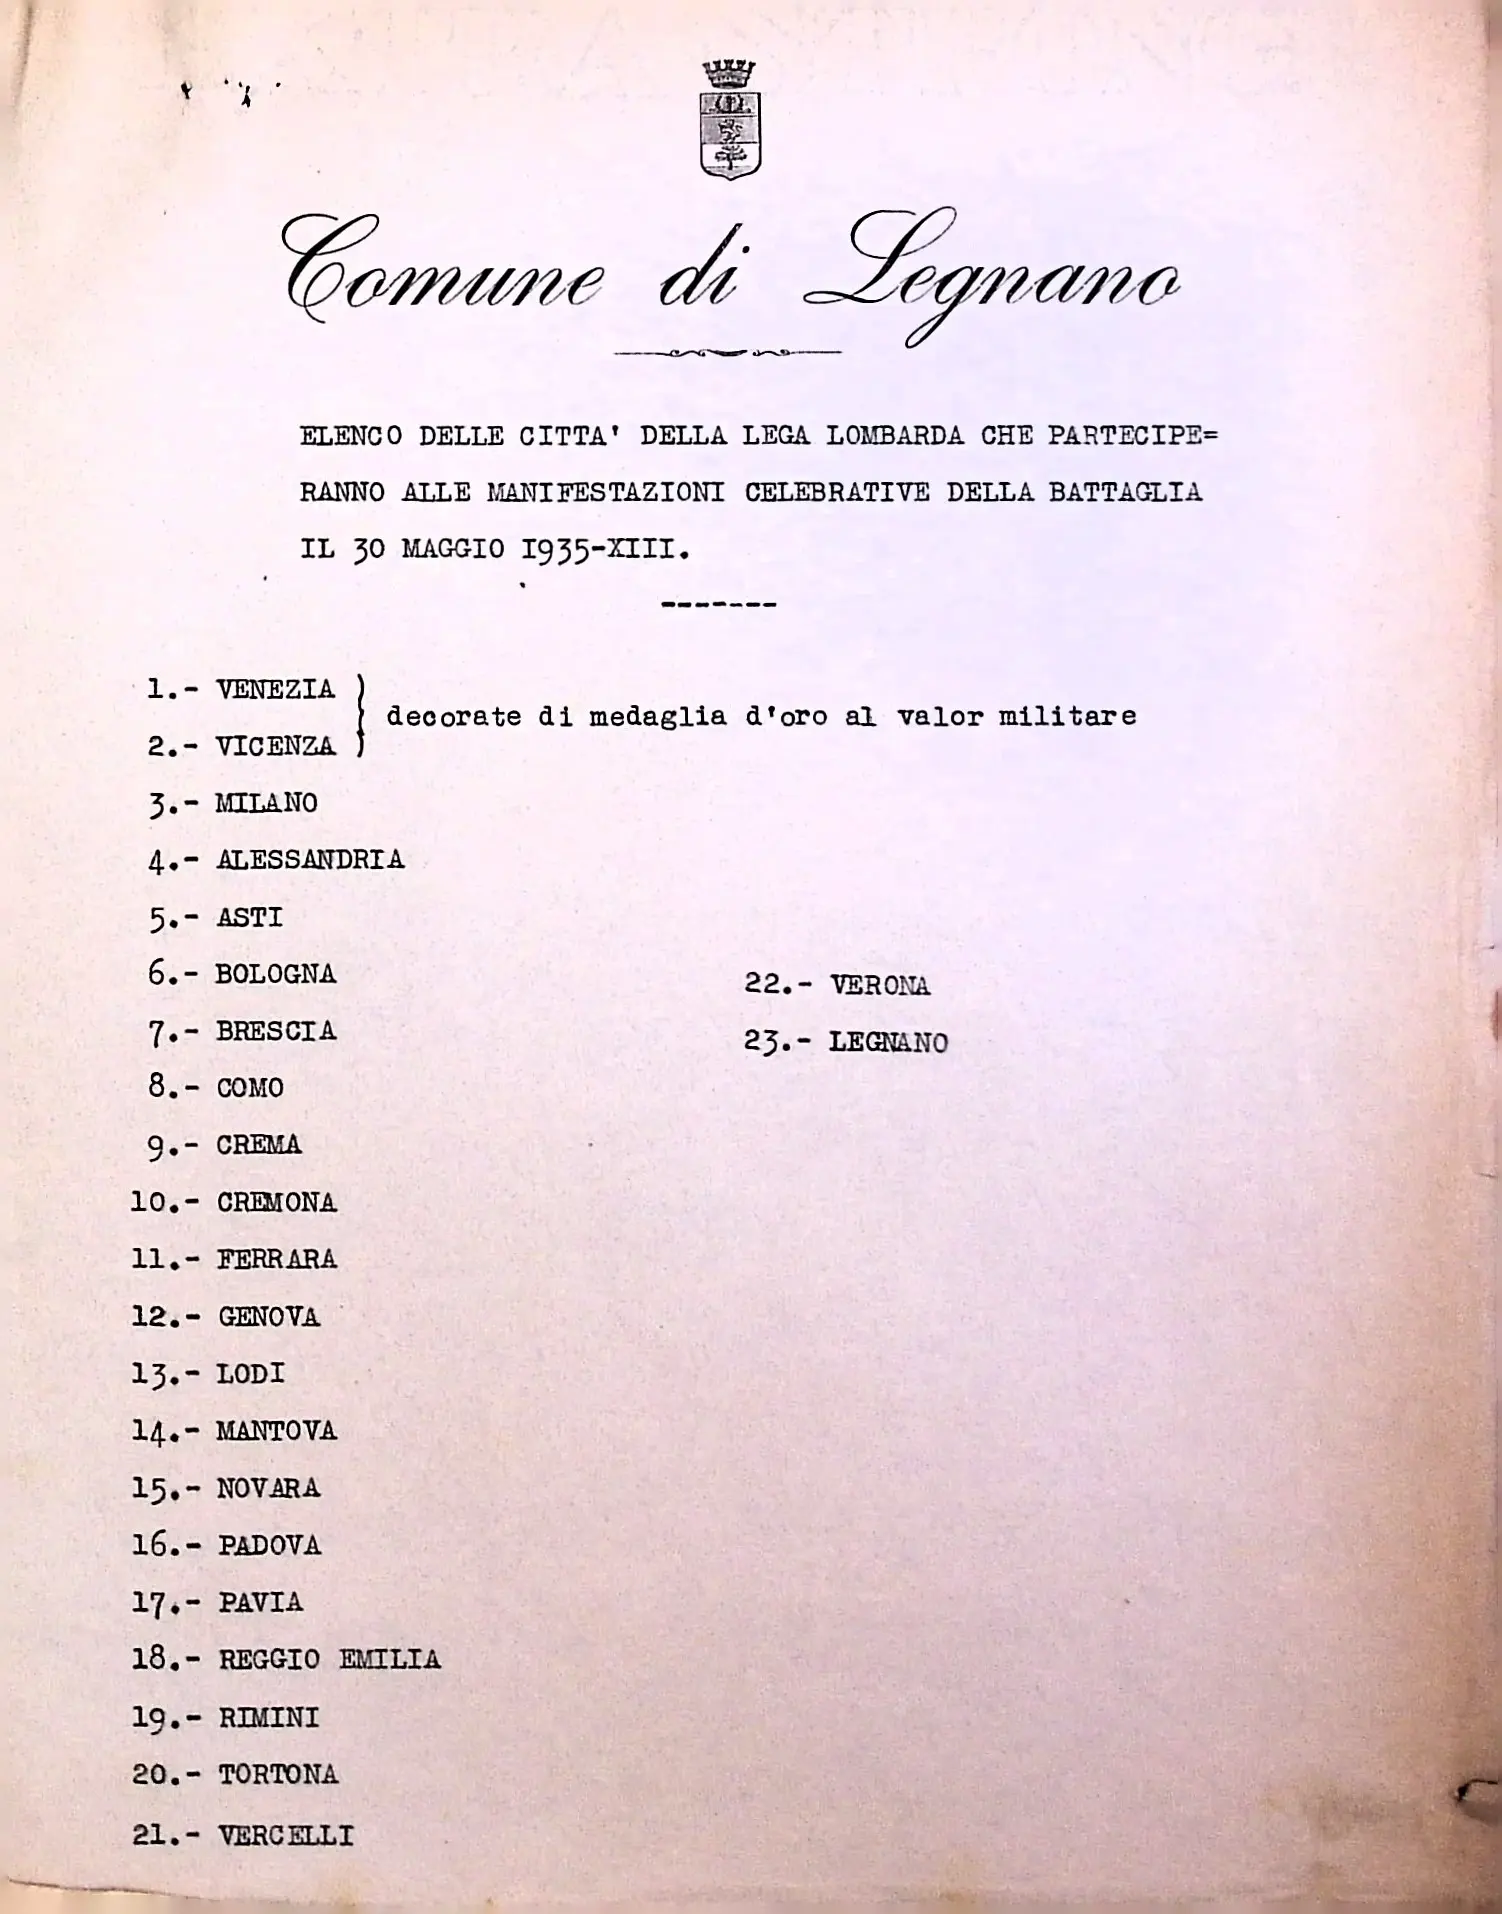 Comune di Legnano
ELENCO DELLE CITTA' DELLA LEGA LOMBARDA CHE PARTECIPE=
RANNO ALLE MANIFESTAZIONI CELEBRATIVE DELLA BATTAGLIA
IL 30 MAGGIO 1935-XIII.
-------
1.- VENEZIA
decorate di medaglia d'oro al valor militare
2.- VICENZA
3.- MILANO
4.- ALESSANDRIA
5.- ASTI
6.- BOLOGNA
7.- BRESCIA
8.- COMO
9.- CREMA
10.- CREMONA
11.- FERRARA
12.- GENOVA
13.- LODI
14.- MANTOVA
15.- NOVARA
16.- PADOVA
17.- PAVIA
18.- REGGIO EMILIA
19.- RIMINI
20.- TORTONA
21.- VERCELLI
22.- VERONA
23.- LEGNANO